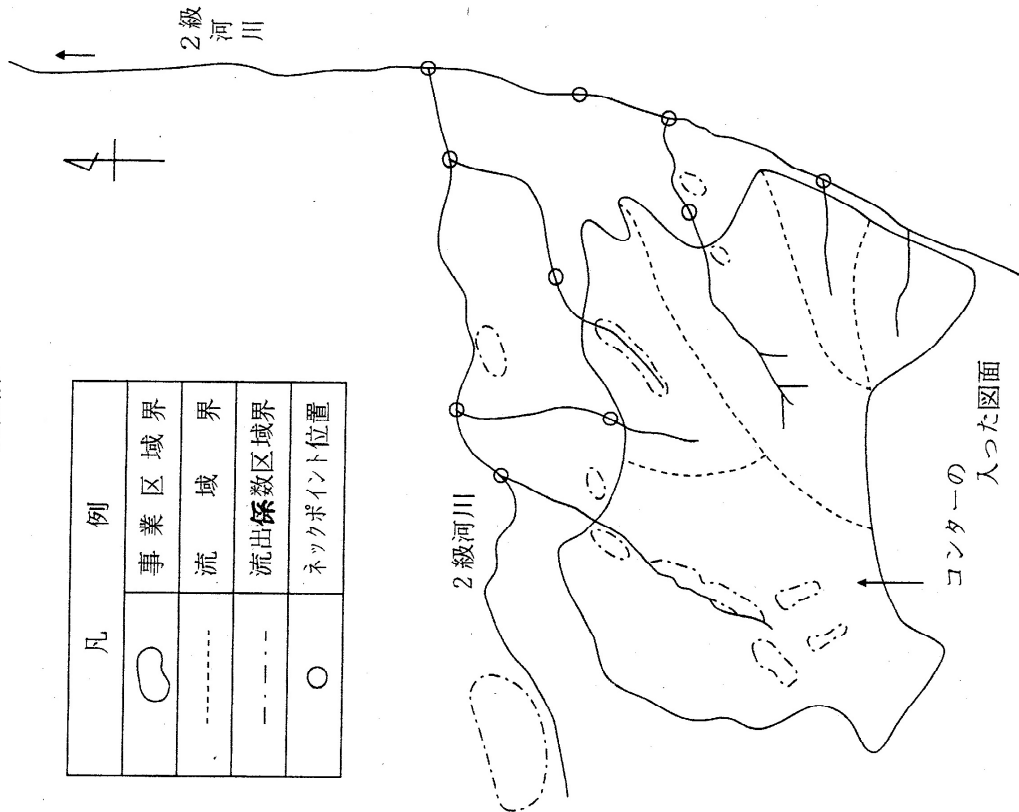 凡例
事業区域界
流域界
流出係数区域界
ネックポイント位置
2級河川
2級河川
コンターの
入った図面